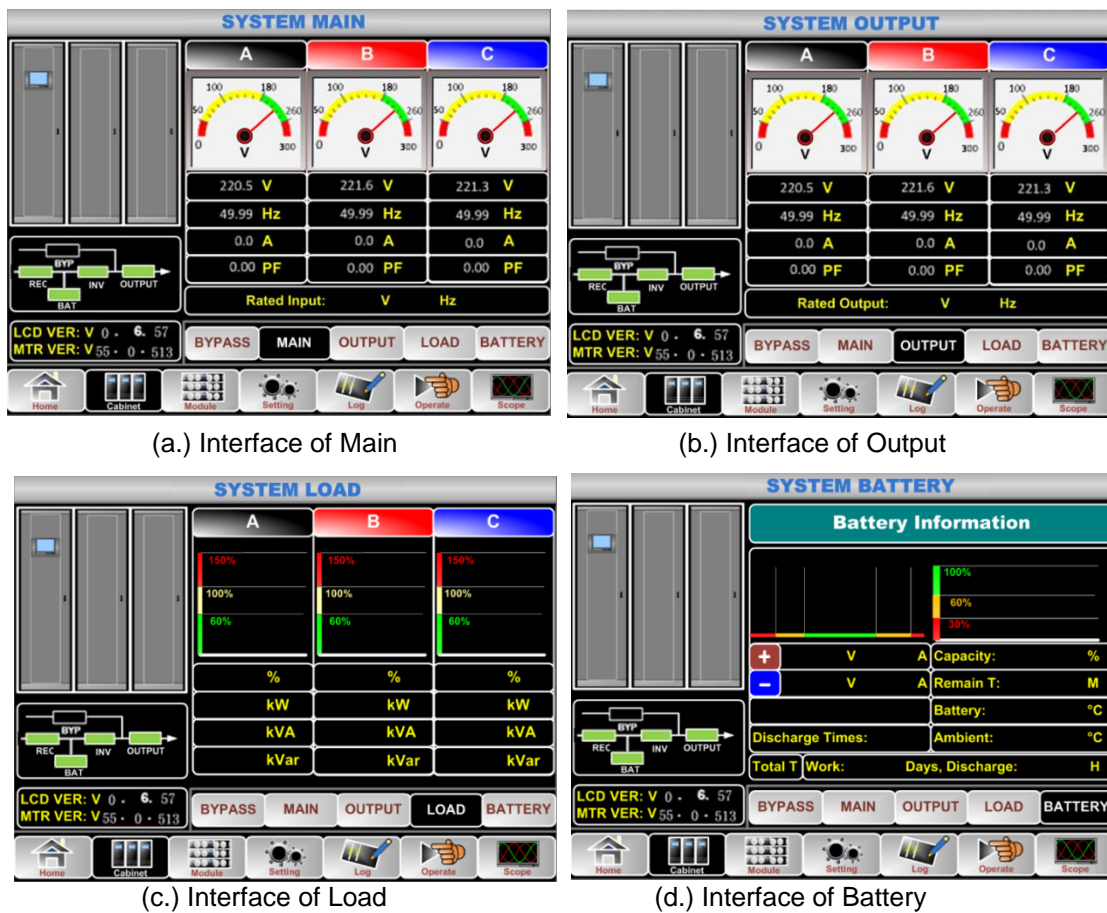 SYSTEM MAIN
A B C
50 100 180 260 0 300 V
50 100 180 260 0 300 V
50 100 180 260 0 300 V
220.5 V 221.6 V 221.3 V
49.99 Hz 49.99 Hz 49.99 Hz
0.0 A 0.0 A 0.0 A
0.00 PF 0.00 PF 0.00 PF
BYP
REC INV OUTPUT
BAT
Rated Input: V Hz
LCD VER: V 0 . 6. 57
MTR VER: V 55 . 0 . 513
BYPASS MAIN OUTPUT LOAD BATTERY
Home Cabinet Module Setting Log Operate Scope
(a.) Interface of Main
SYSTEM OUTPUT
A B C
50 100 180 260 0 300 V
50 100 180 260 0 300 V
50 100 180 260 0 300 V
220.5 V 221.6 V 221.3 V
49.99 Hz 49.99 Hz 49.99 Hz
0.0 A 0.0 A 0.0 A
0.00 PF 0.00 PF 0.00 PF
BYP
REC INV OUTPUT
BAT
Rated Output: V Hz
LCD VER: V 0 . 6. 57
MTR VER: V 55 . 0 . 513
BYPASS MAIN OUTPUT LOAD BATTERY
Home Cabinet Module Setting Log Operate Scope
(b.) Interface of Output
SYSTEM LOAD
A B C
150% 150% 150%
100% 100% 100%
60% 60% 60%
% % %
kW kW kW
kVA kVA kVA
kVar kVar kVar
BYP
REC INV OUTPUT
BAT
LCD VER: V 0 . 6. 57
MTR VER: V 55 . 0 . 513
BYPASS MAIN OUTPUT LOAD BATTERY
Home Cabinet Module Setting Log Operate Scope
(c.) Interface of Load
SYSTEM BATTERY
Battery Information
100%
60%
30%
+ V A Capacity: %
− V A Remain T: M
Battery: °C
Discharge Times: Ambient: °C
Total T Work: Days, Discharge: H
BYP
REC INV OUTPUT
BAT
LCD VER: V 0 . 6. 57
MTR VER: V 55 . 0 . 513
BYPASS MAIN OUTPUT LOAD BATTERY
Home Cabinet Module Setting Log Operate Scope
(d.) Interface of Battery